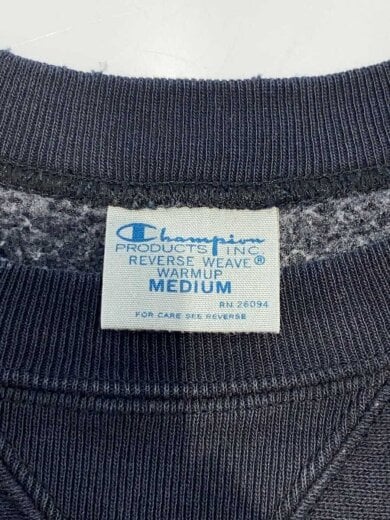 Champion
PRODUCTS INC.
REVERSE WEAVE®
WARMUP
MEDIUM
RN 26094
FOR CARE SEE REVERSE